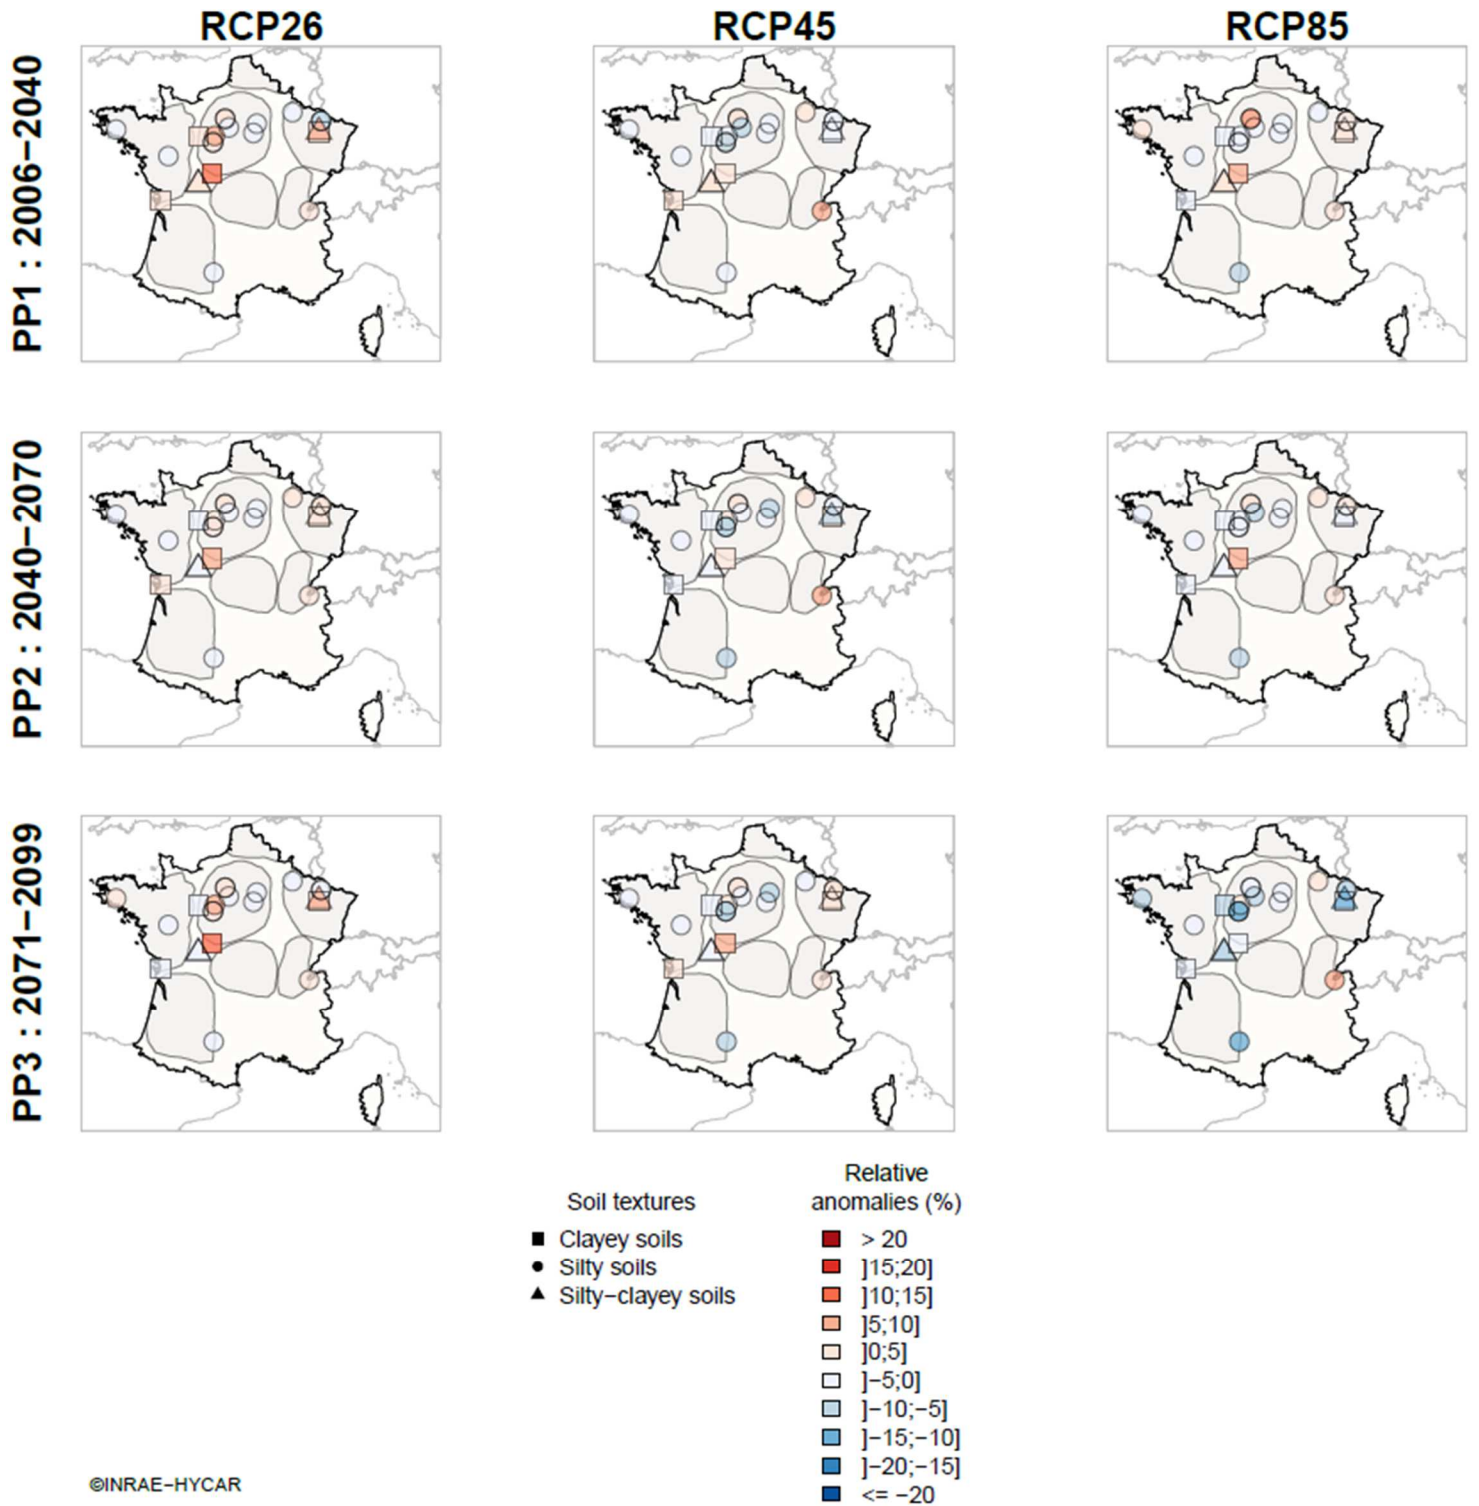 RCP26
RCP45
RCP85
PP1 : 2006−2040
PP2 : 2040−2070
PP3 : 2071−2099
Soil textures
Clayey soils
Silty soils
Silty−clayey soils
Relative
anomalies (%)
> 20
]15;20]
]10;15]
]5;10]
]0;5]
]−5;0]
]−10;−5]
]−15;−10]
]−20;−15]
<= −20
©INRAE−HYCAR